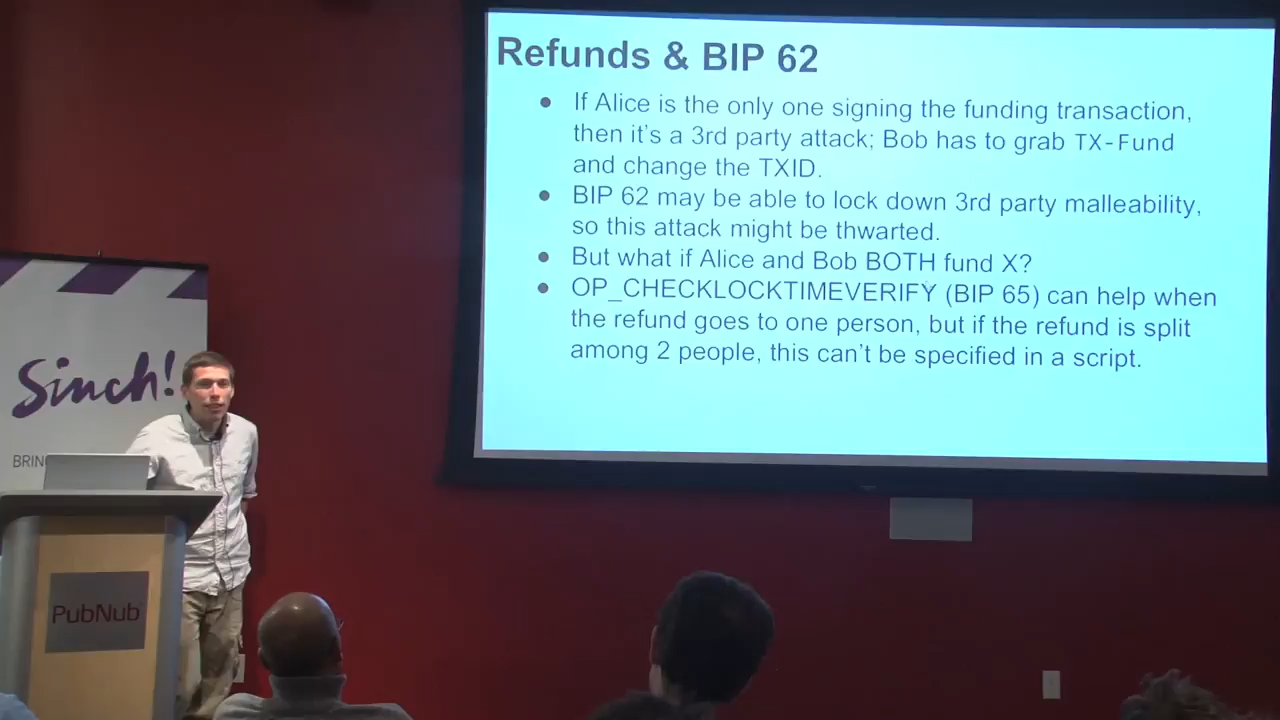 Refunds & BIP 62
● If Alice is the only one signing the funding transaction,
then it's a 3rd party attack; Bob has to grab TX-Fund
and change the TXID.
● BIP 62 may be able to lock down 3rd party malleability,
so this attack might be thwarted.
● But what if Alice and Bob BOTH fund X?
● OP_CHECKLOCKTIMEVERIFY (BIP 65) can help when
the refund goes to one person, but if the refund is split
among 2 people, this can't be specified in a script.
Sinch!
BRIN
PubNub